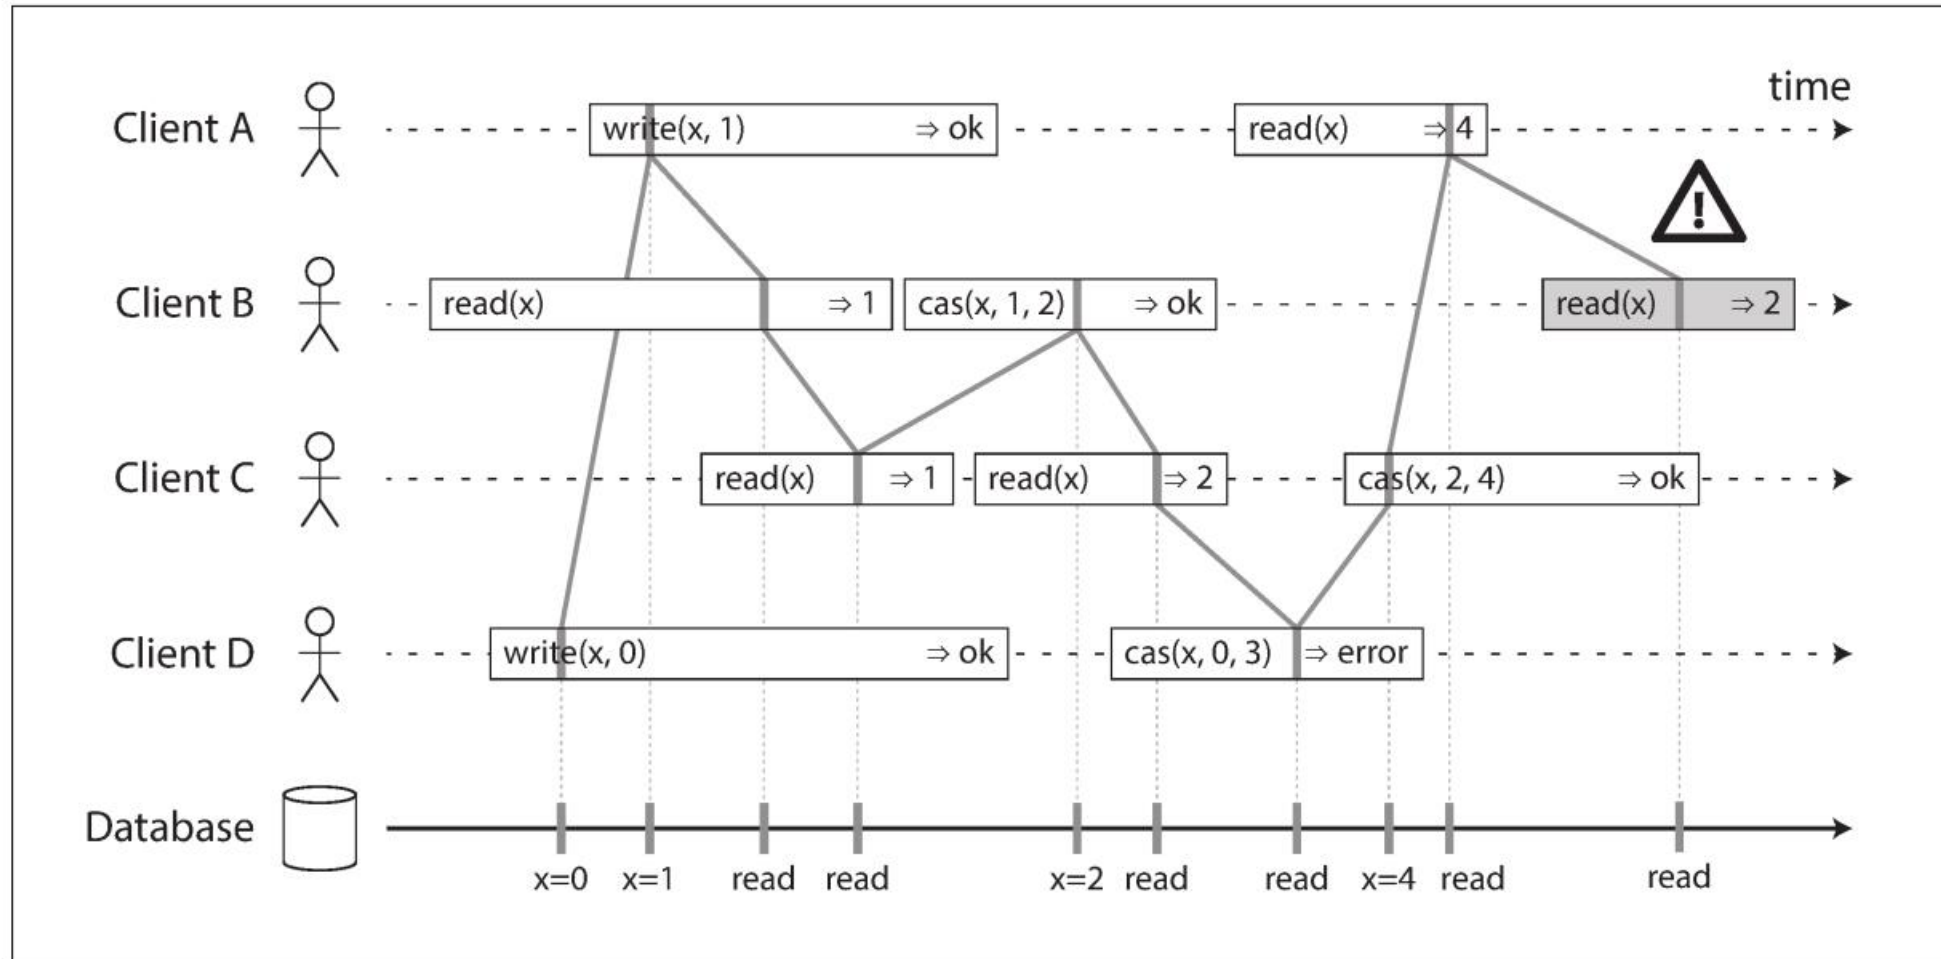 time
Client A write(x, 1) ⇒ ok read(x) ⇒ 4
!
Client B read(x) ⇒ 1 cas(x, 1, 2) ⇒ ok read(x) ⇒ 2
Client C read(x) ⇒ 1 read(x) ⇒ 2 cas(x, 2, 4) ⇒ ok
Client D write(x, 0) ⇒ ok cas(x, 0, 3) ⇒ error
Database
x=0 x=1 read read x=2 read read x=4 read read